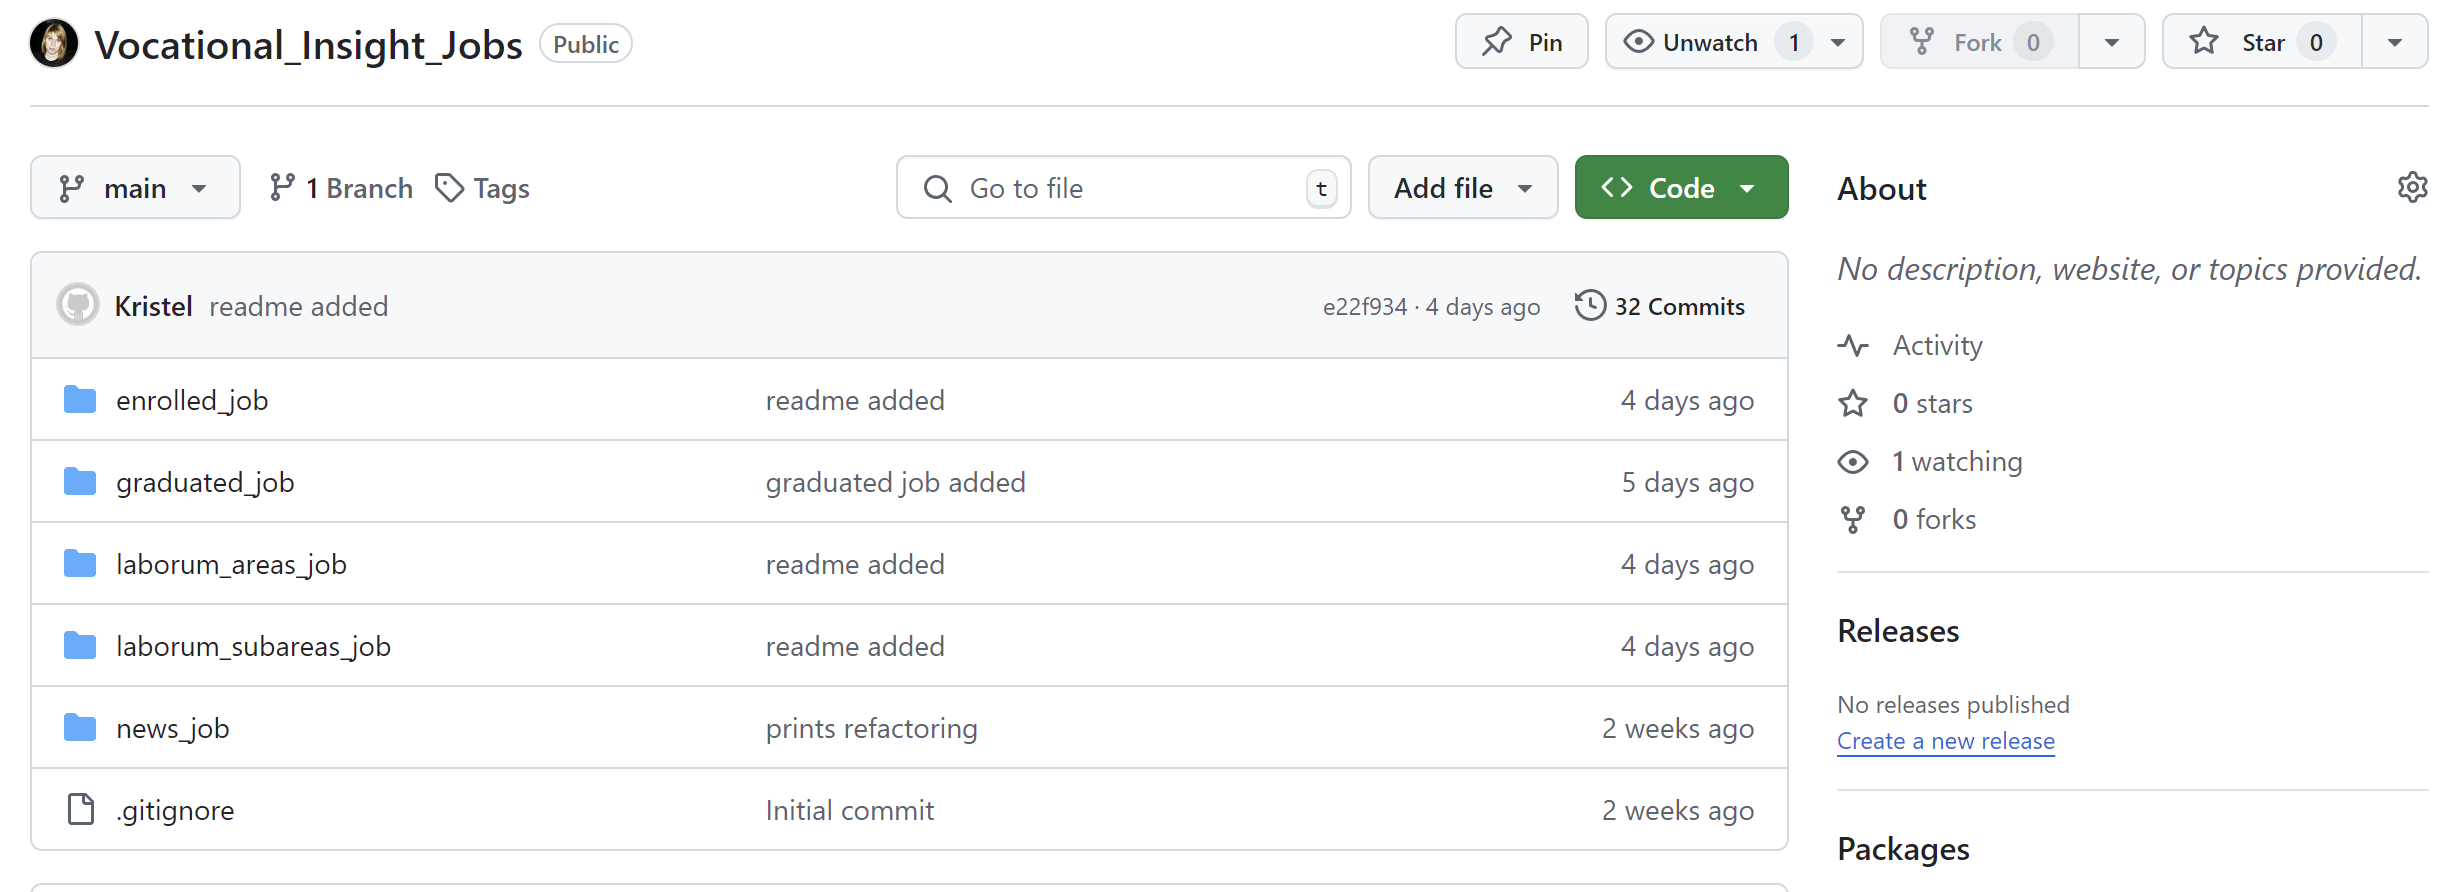 Vocational_Insight_Jobs Public Pin Unwatch 1 Fork 0 Star 0
main 1 Branch Tags Go to file t Add file Code
Kristel readme added e22f934 · 4 days ago 32 Commits
enrolled_job readme added 4 days ago
graduated_job graduated job added 5 days ago
laborum_areas_job readme added 4 days ago
laborum_subareas_job readme added 4 days ago
news_job prints refactoring 2 weeks ago
.gitignore Initial commit 2 weeks ago
About
No description, website, or topics provided.
Activity
0 stars
1 watching
0 forks
Releases
No releases published
Create a new release
Packages